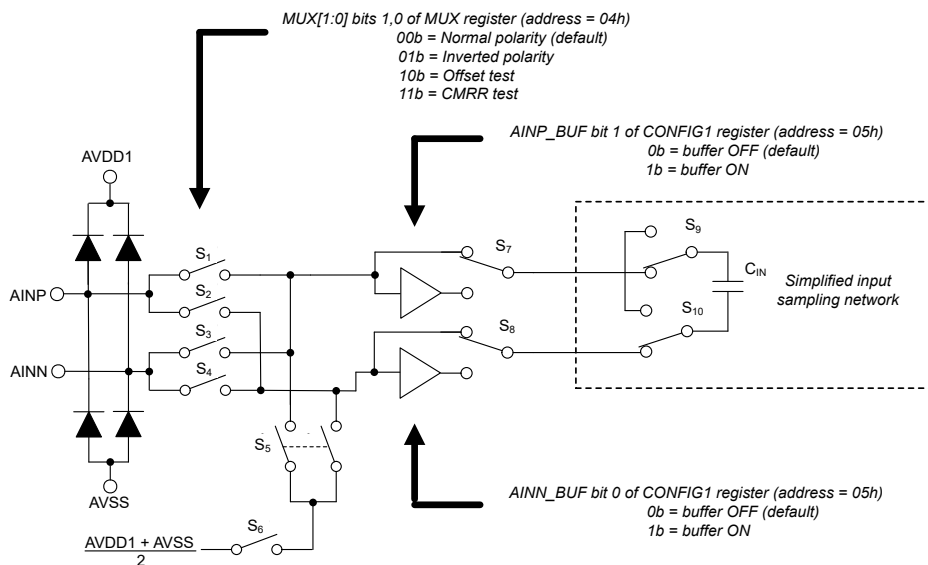 MUX[1:0] bits 1,0 of MUX register (address = 04h)
00b = Normal polarity (default)
01b = Inverted polarity
10b = Offset test
11b = CMRR test
AINP_BUF bit 1 of CONFIG1 register (address = 05h)
0b = buffer OFF (default)
1b = buffer ON
AVDD1
S1
S7
S9
S2
CIN
Simplified input
sampling network
AINP
S3
S8
S10
AINN
S4
S5
AVSS
AINN_BUF bit 0 of CONFIG1 register (address = 05h)
0b = buffer OFF (default)
1b = buffer ON
S6
AVDD1 + AVSS
2